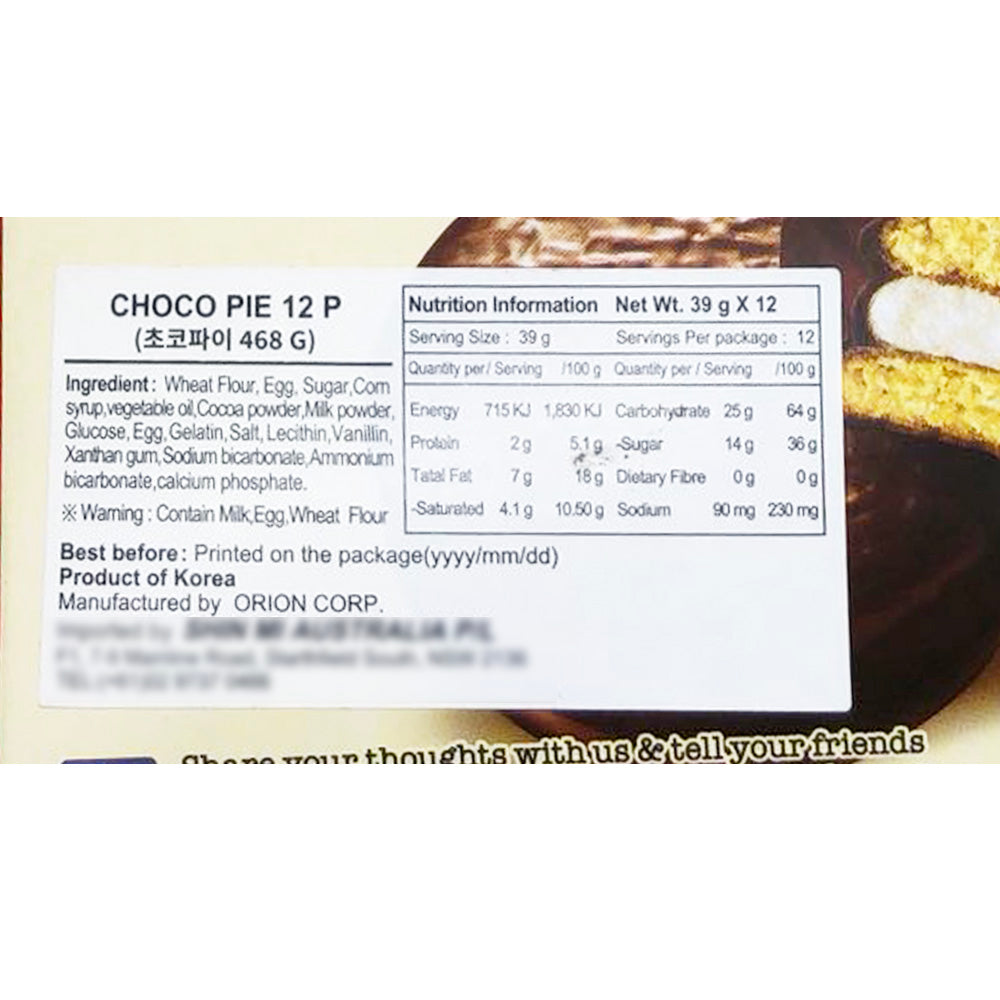 CHOCO PIE 12 P
(초코파이 468 G)
Ingredient : Wheat Flour, Egg, Sugar,Corn
syrup,vegetable oil,Cocoa powder,Milk powder,
Glucose, Egg, Gelatin, Salt, Lecithin, Vanillin,
Xanthan gum, Sodium bicarbonate, Ammonium
bicarbonate,calcium phosphate.
※ Warning : Contain Milk,Egg,Wheat Flour
Nutrition Information Net Wt. 39 g X 12
Serving Size : 39 g Servings Per package : 12
Quantity per / Serving /100 g Quantity per / Serving /100 g
Energy 715 KJ 1,830 KJ Carbohydrate 25 g 64 g
Protein 2 g 5.1 g -Sugar 14 g 36 g
Tatal Fat 7 g 18 g Dietary Fibre 0 g 0 g
-Saturated 4.1 g 10.50 g Sodium 90 mg 230 mg
Best before : Printed on the package(yyyy/mm/dd)
Product of Korea
Manufactured by ORION CORP.
Share your thoughts with us & tell your friends